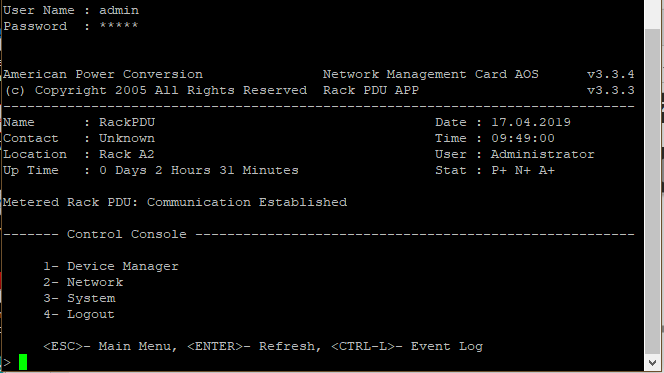 User Name : admin
Password  : *****
American Power Conversion               Network Management Card AOS      v3.3.4
(c) Copyright 2005 All Rights Reserved  Rack PDU APP                     v3.3.3
-------------------------------------------------------------------------------
Name      : RackPDU                                   Date : 17.04.2019
Contact   : Unknown                                   Time : 09:49:00
Location  : Rack A2                                   User : Administrator
Up Time   : 0 Days 2 Hours 31 Minutes                 Stat : P+ N+ A+
Metered Rack PDU: Communication Established
------- Control Console -------------------------------------------------------
     1- Device Manager
     2- Network
     3- System
     4- Logout
     <ESC>- Main Menu, <ENTER>- Refresh, <CTRL-L>- Event Log
>